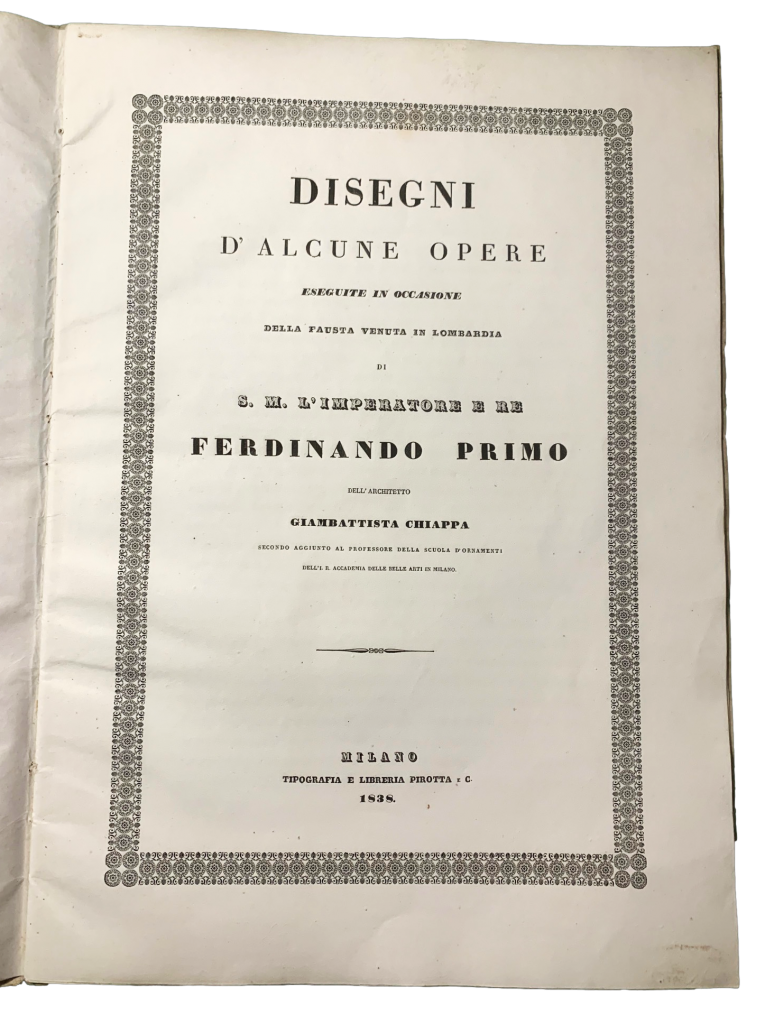 DISEGNI
D'ALCUNE OPERE
ESEGUITE IN OCCASIONE
DELLA FAUSTA VENUTA IN LOMBARDIA
DI
S. M. L'IMPERATORE E RE
FERDINANDO PRIMO
DELL'ARCHITETTO
GIAMBATTISTA CHIAPPA
SECONDO AGGIUNTO AL PROFESSORE DELLA SCUOLA D'ORNAMENTI
DELL'I. R. ACCADEMIA DELLE BELLE ARTI IN MILANO.
MILANO
TIPOGRAFIA E LIBRERIA PIROTTA E C.
1838.